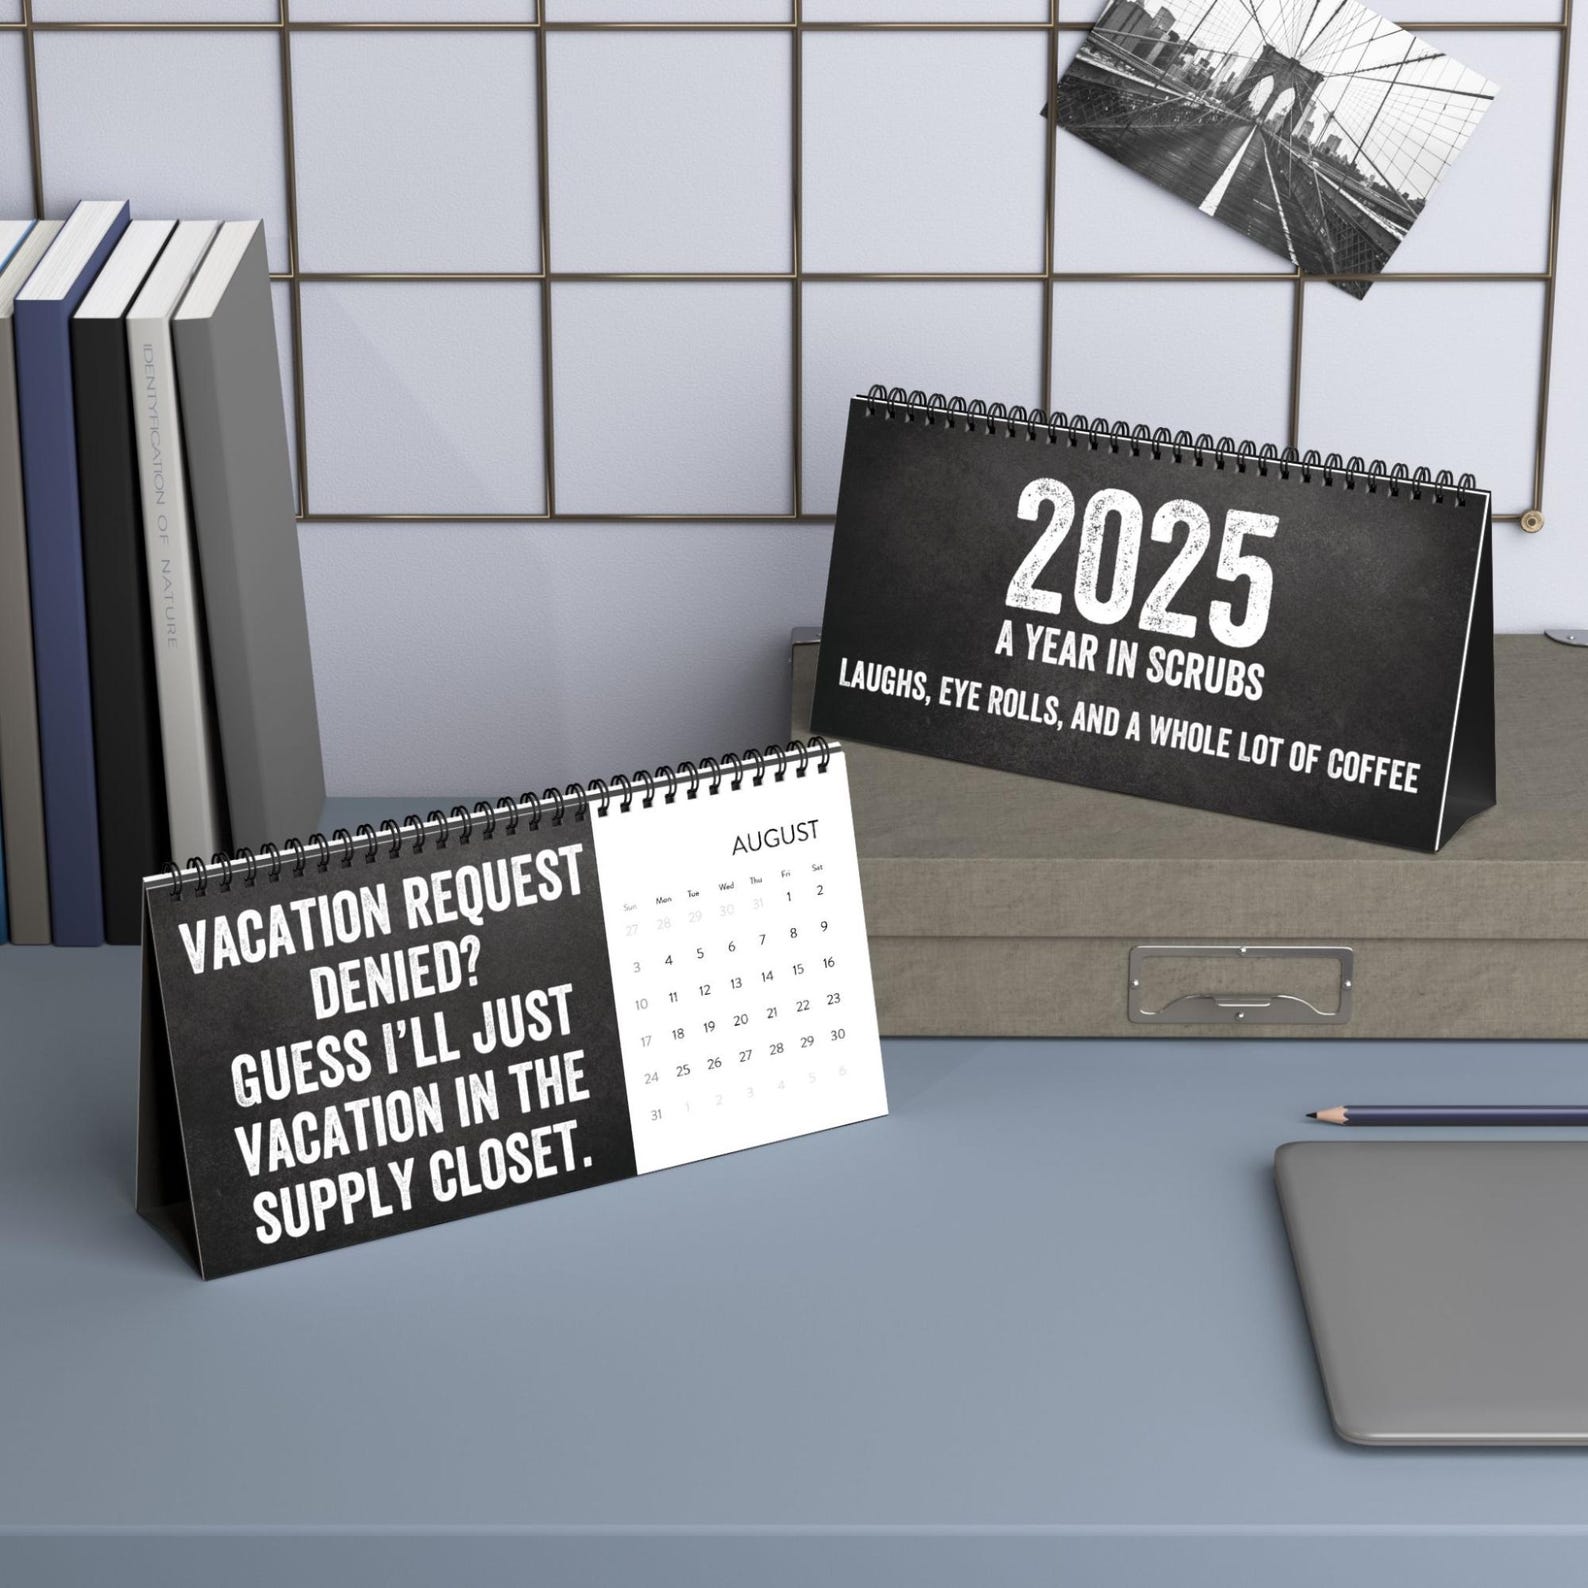 IDENTYFICATION OF NATURE
2025
A YEAR IN SCRUBS
LAUGHS, EYE ROLLS, AND A WHOLE LOT OF COFFEE
VACATION REQUEST
DENIED?
GUESS I'LL JUST
VACATION IN THE
SUPPLY CLOSET.
AUGUST
Sun Mon Tue Wed Thu Fri Sat
27 28 29 30 31 1 2
3 4 5 6 7 8 9
10 11 12 13 14 15 16
17 18 19 20 21 22 23
24 25 26 27 28 29 30
31 1 2 3 4 5 6